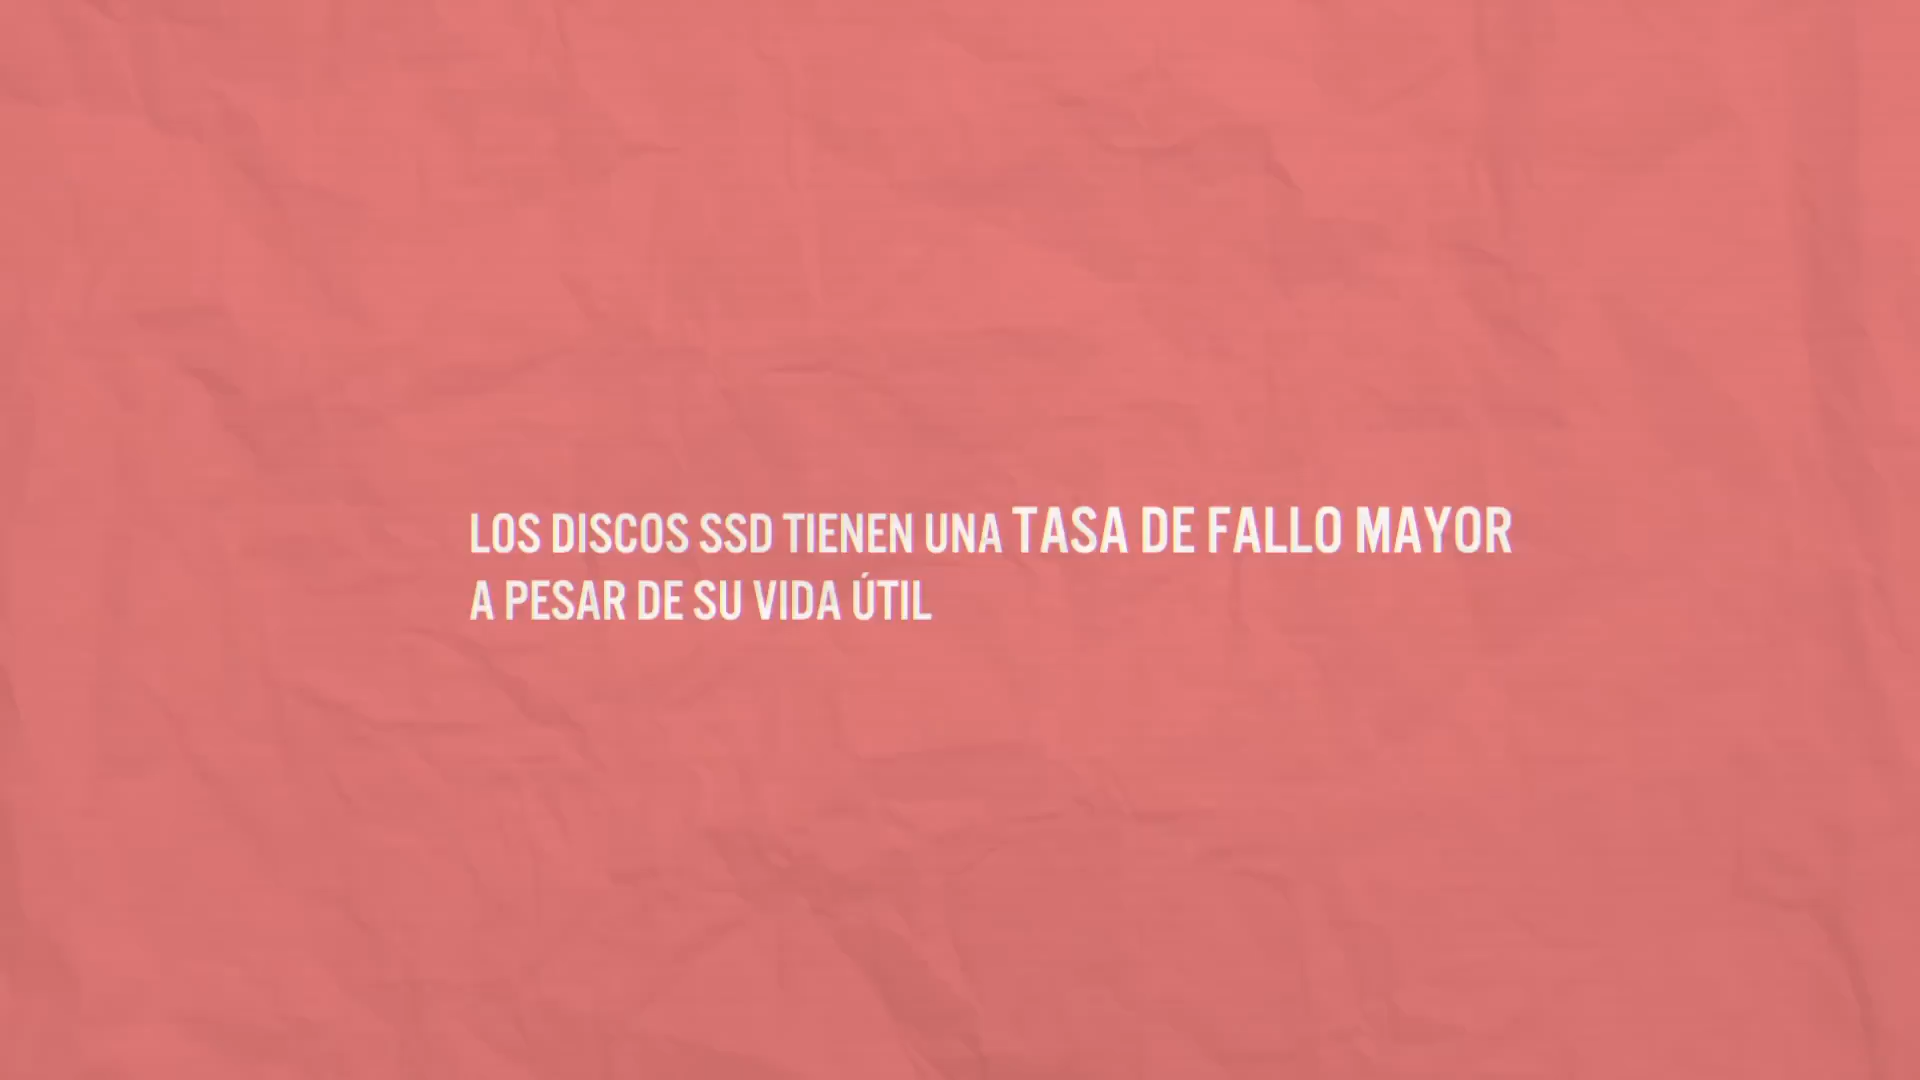 LOS DISCOS SSD TIENEN UNA TASA DE FALLO MAYOR
A PESAR DE SU VIDA ÚTIL